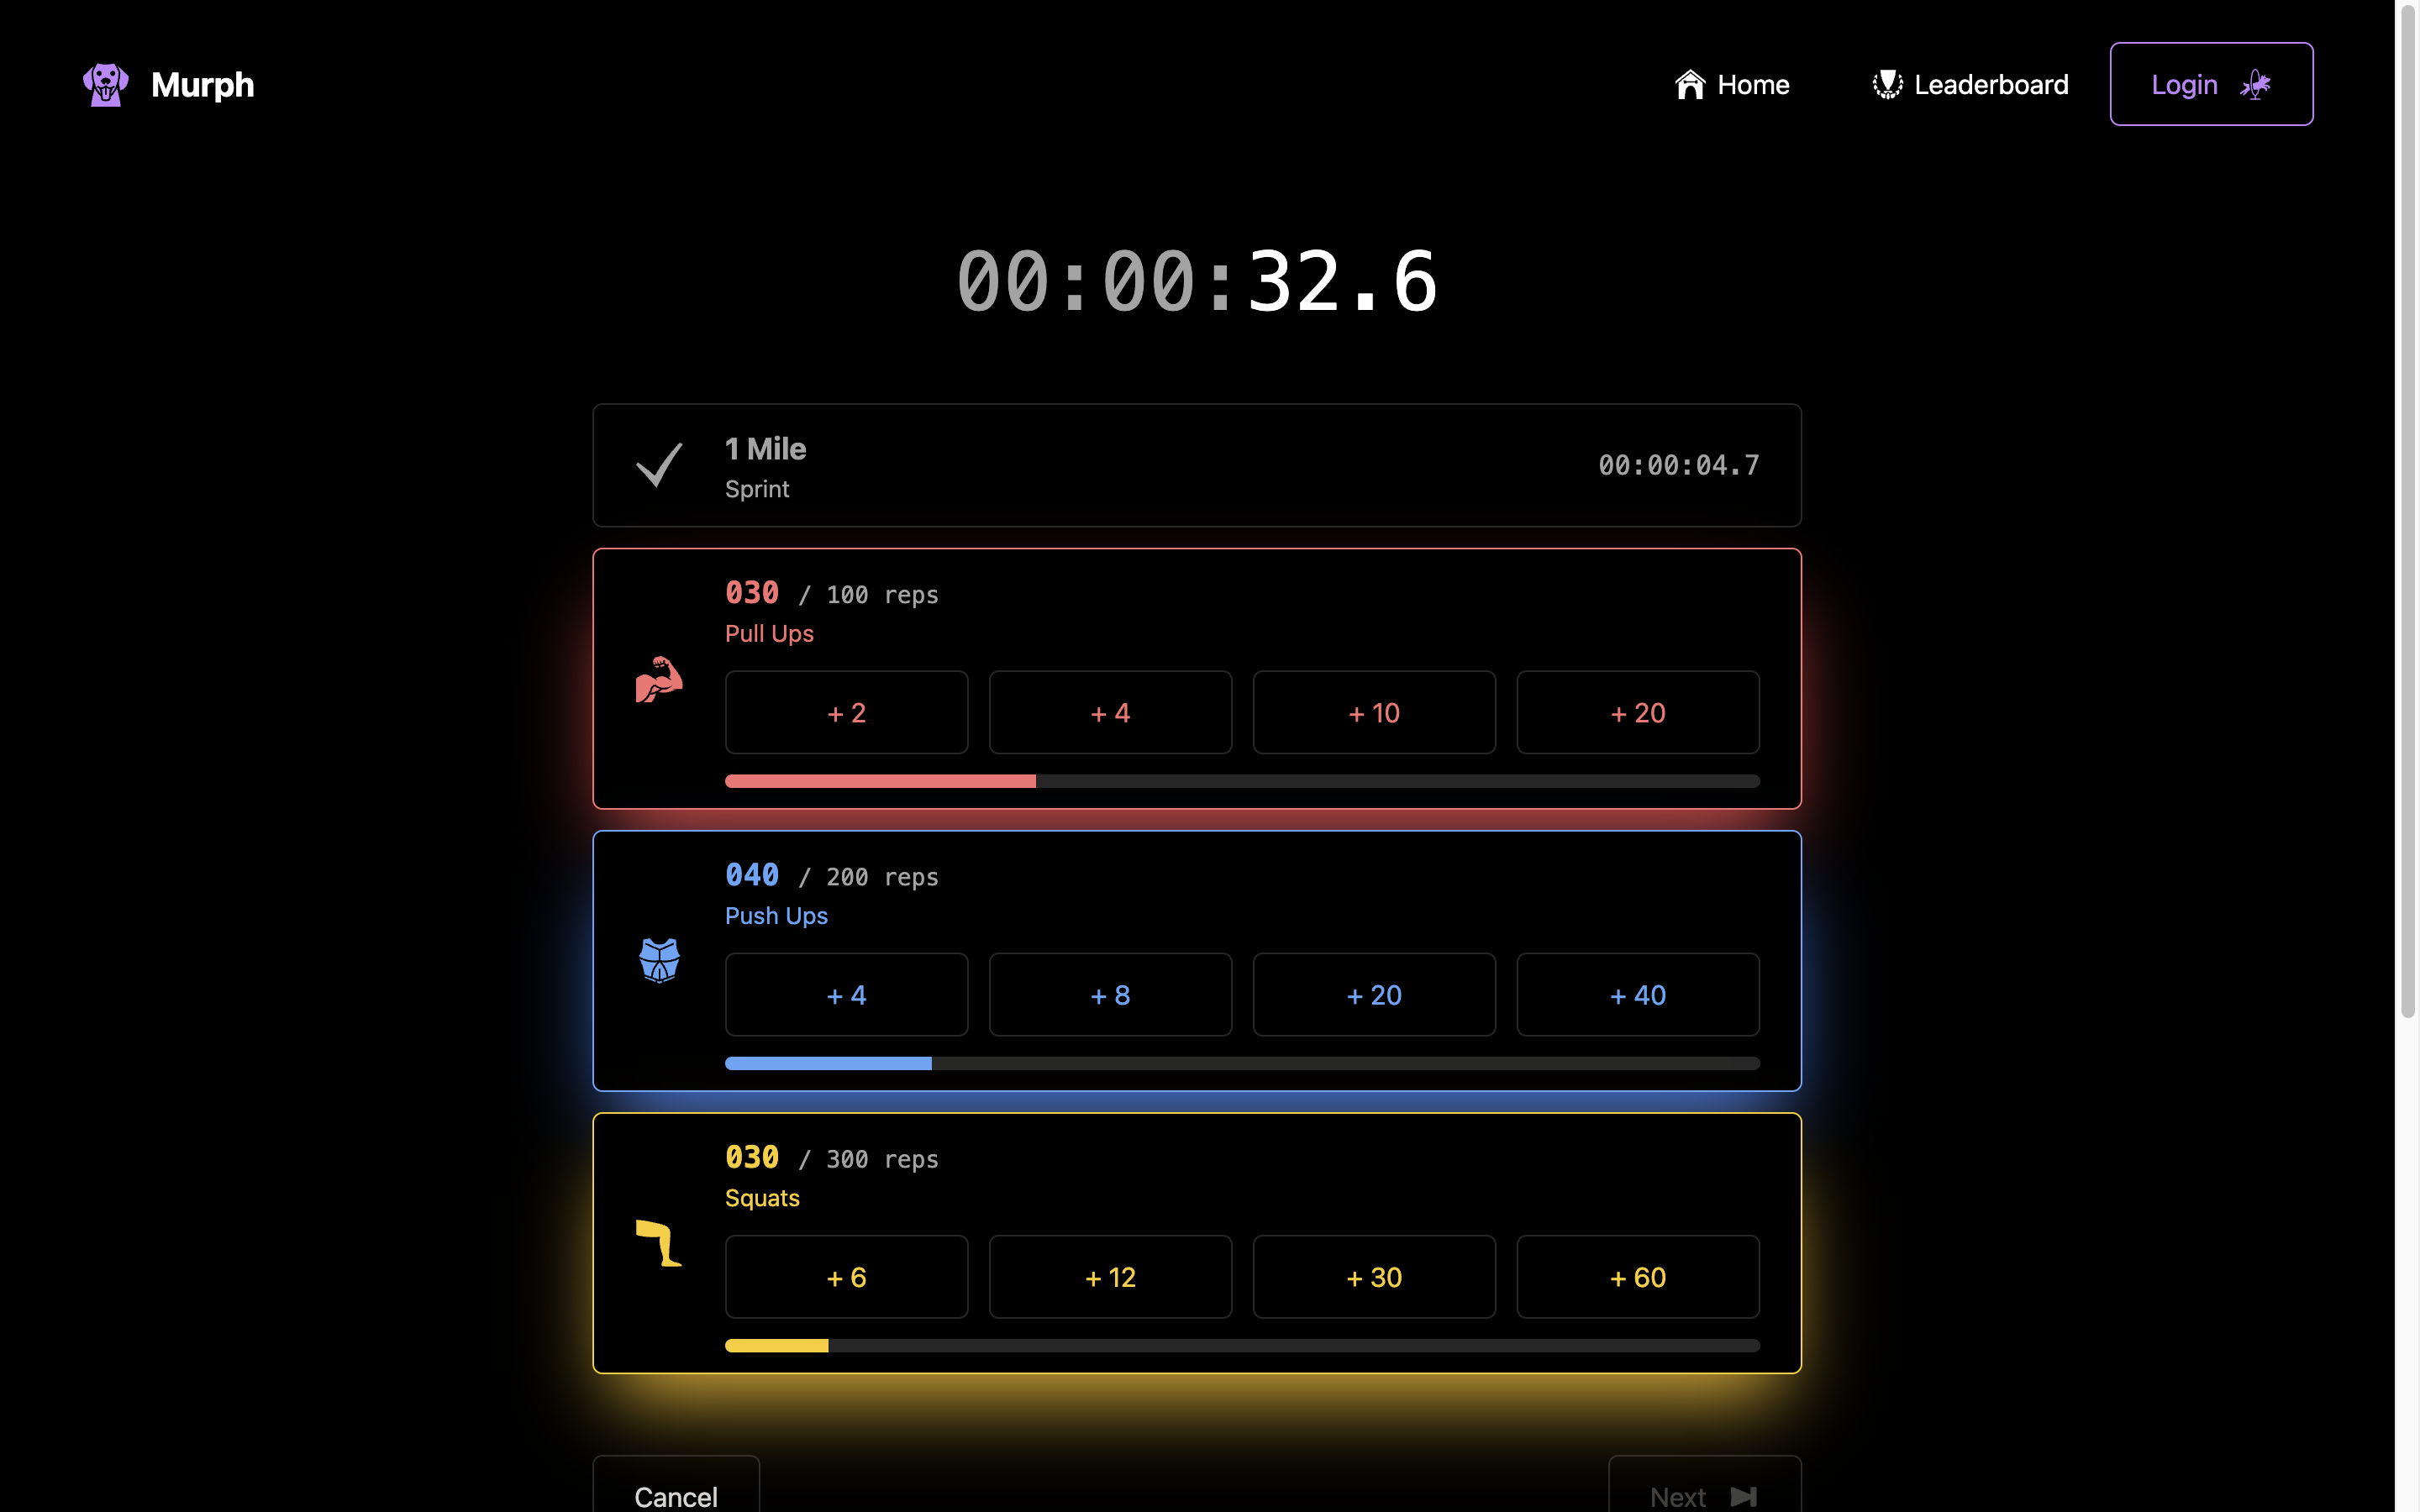 Murph
Home
Leaderboard
Login
00:00:32.6
1 Mile
Sprint
00:00:04.7
030 / 100 reps
Pull Ups
+ 2
+ 4
+ 10
+ 20
040 / 200 reps
Push Ups
+ 4
+ 8
+ 20
+ 40
030 / 300 reps
Squats
+ 6
+ 12
+ 30
+ 60
Cancel
Next